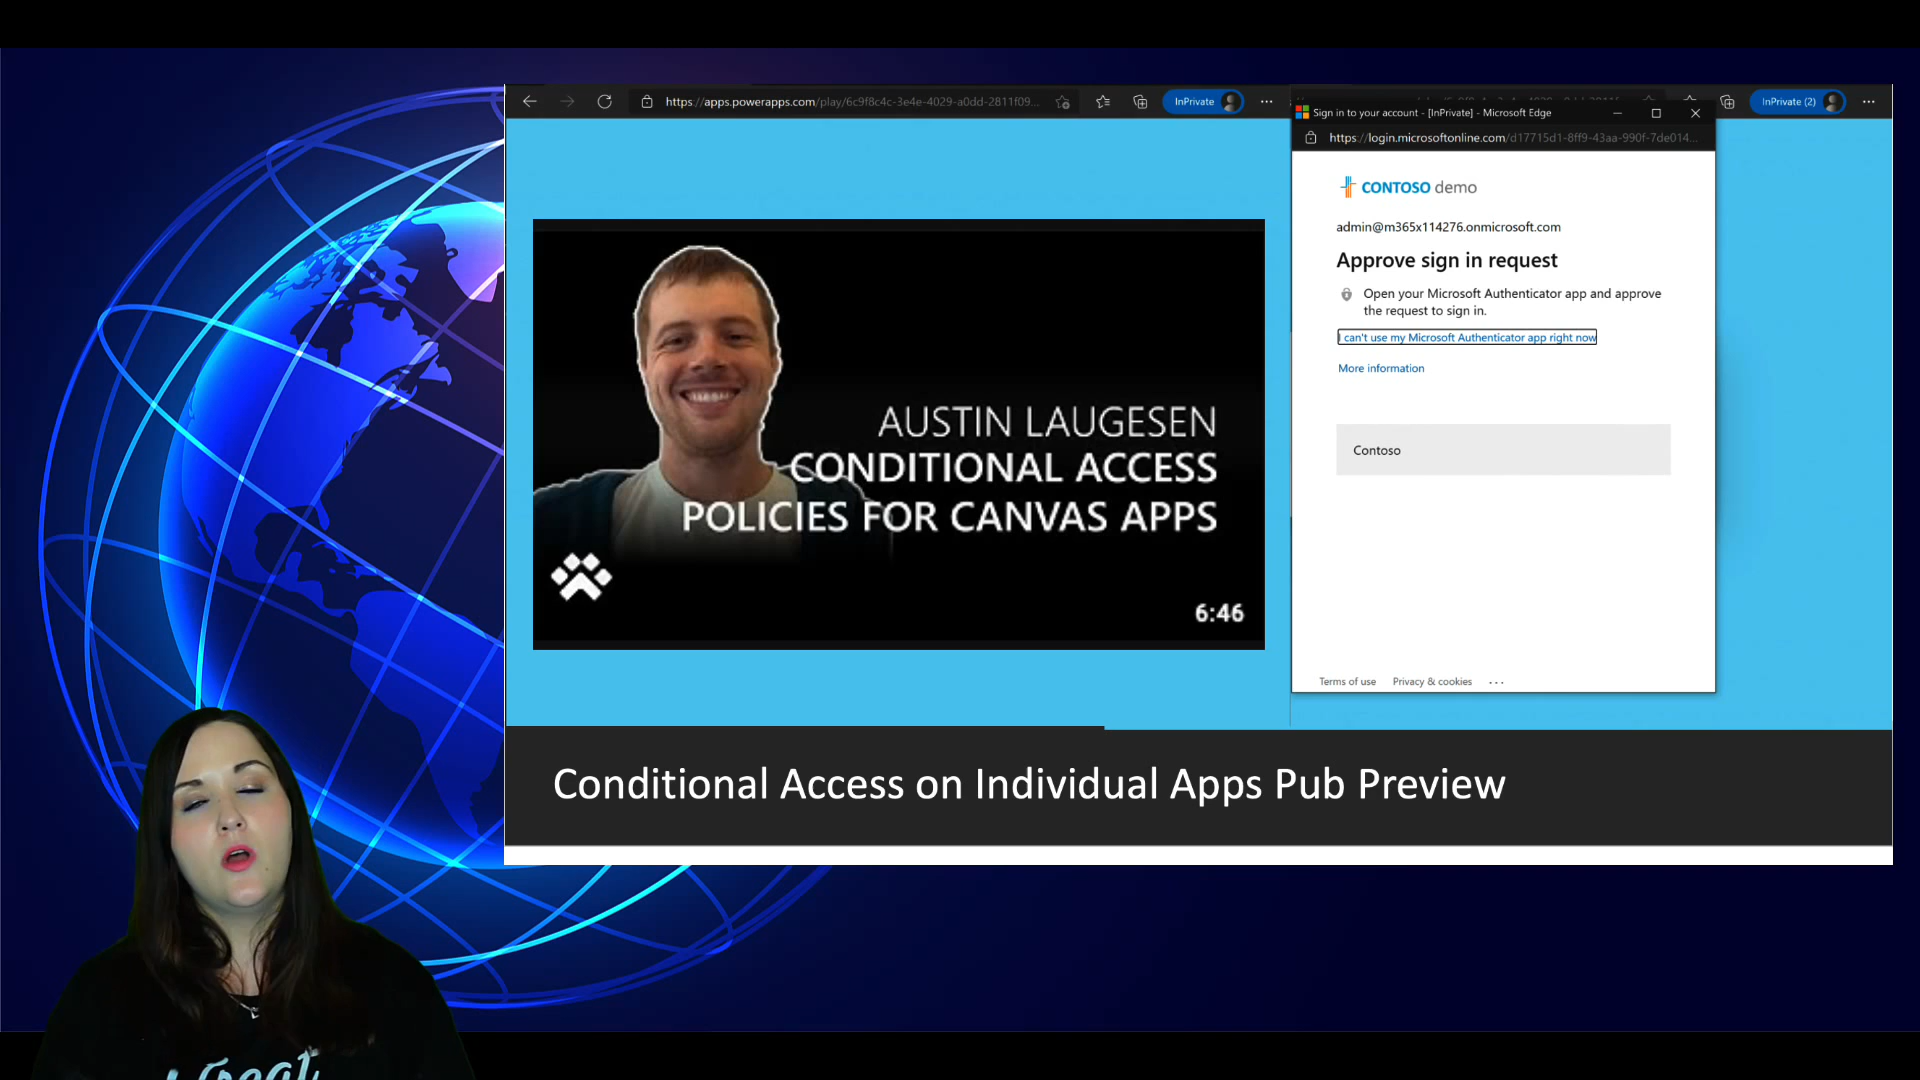 https://apps.powerapps.com/play/6c9f8c4c-3e4e-4029-a0dd-2811f09...
InPrivate
InPrivate (2)
Sign in to your account - [InPrivate] - Microsoft Edge
https://login.microsoftonline.com/d17715d1-8ff9-43aa-990f-7de014...
CONTOSO demo
admin@m365x114276.onmicrosoft.com
Approve sign in request
Open your Microsoft Authenticator app and approve
the request to sign in.
I can't use my Microsoft Authenticator app right now
More information
Contoso
Terms of use Privacy & cookies ...
AUSTIN LAUGESEN
CONDITIONAL ACCESS
POLICIES FOR CANVAS APPS
6:46
Conditional Access on Individual Apps Pub Preview
Great